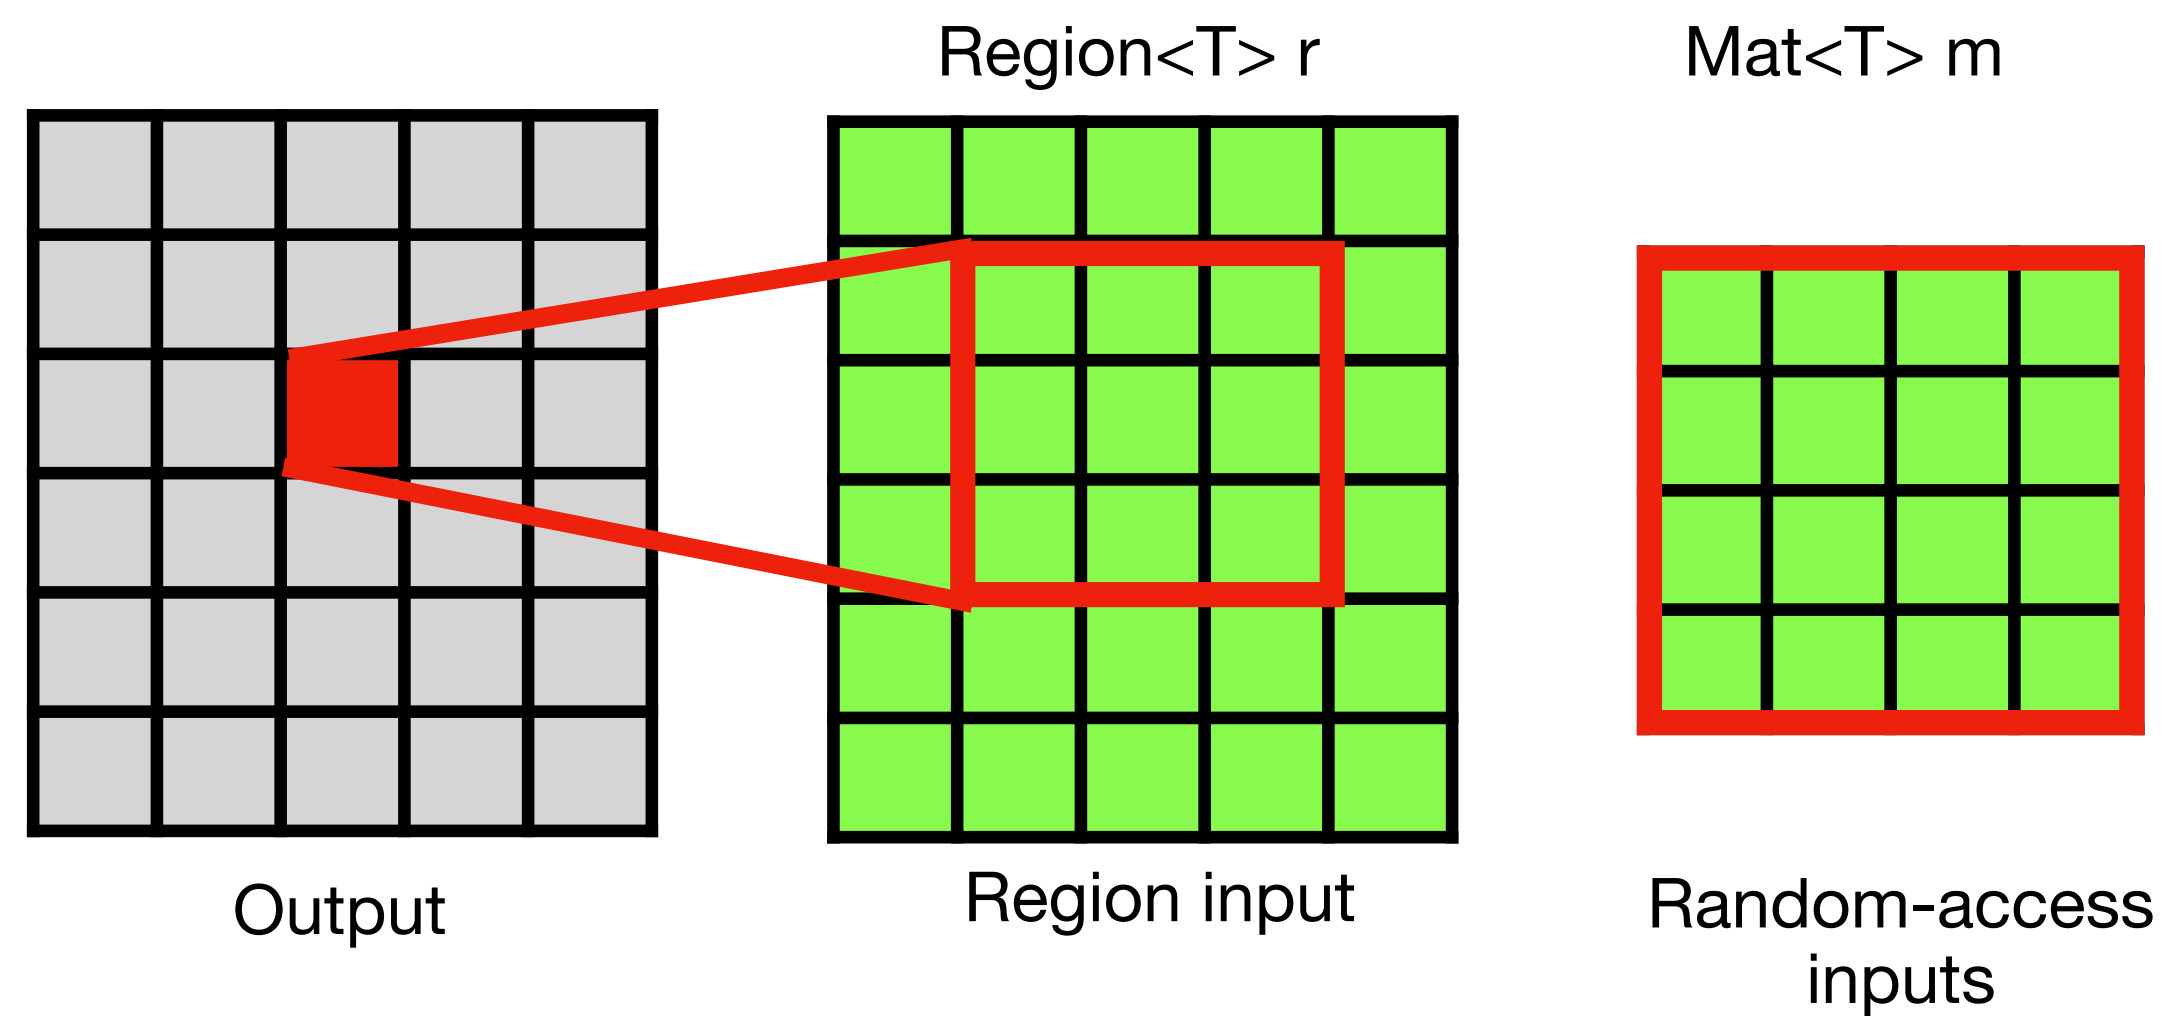 Region<T> r
Mat<T> m
Output
Region input
Random-access
inputs